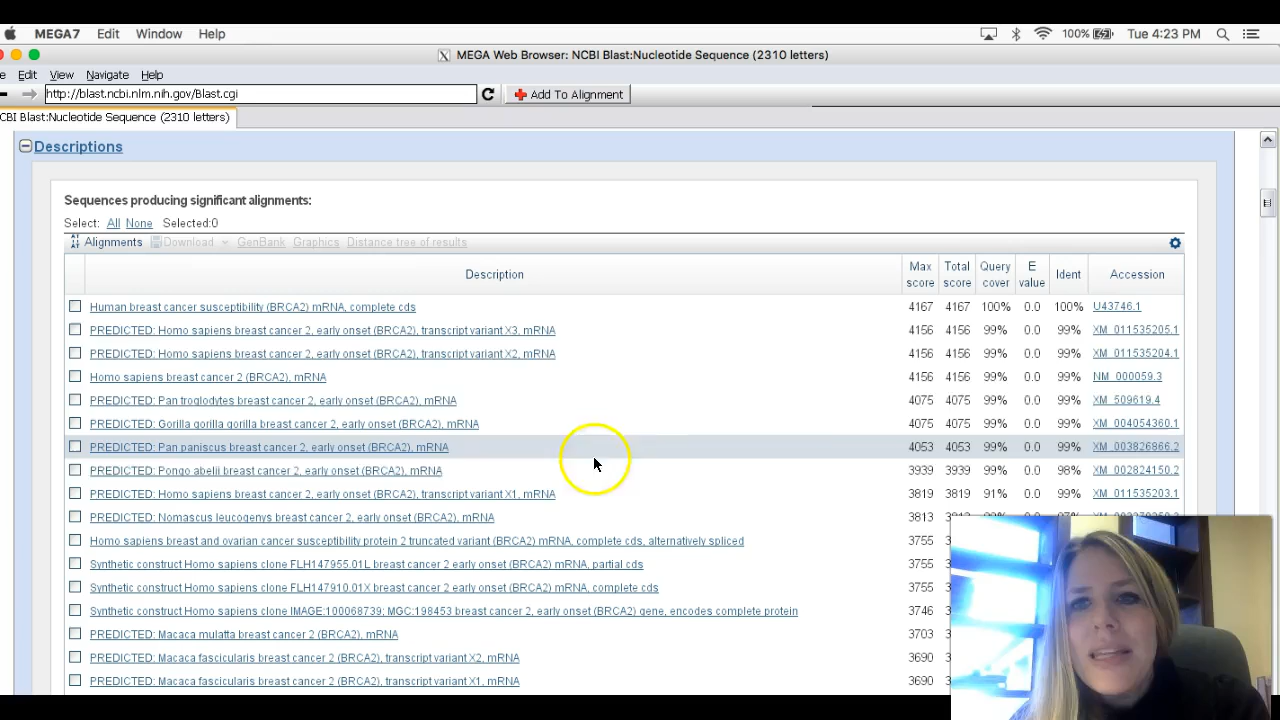 MEGA7 Edit Window Help 100% Tue 4:23 PM
MEGA Web Browser: NCBI Blast:Nucleotide Sequence (2310 letters)
Edit View Navigate Help
http://blast.ncbi.nlm.nih.gov/Blast.cgi Add To Alignment
CBI Blast:Nucleotide Sequence (2310 letters)
Descriptions
Sequences producing significant alignments:
Select: All None Selected:0
Alignments Download GenBank Graphics Distance tree of results
Description Max score Total score Query cover E value Ident Accession
Human breast cancer susceptibility (BRCA2) mRNA, complete cds 4167 4167 100% 0.0 100% U43746.1
PREDICTED: Homo sapiens breast cancer 2, early onset (BRCA2), transcript variant X3, mRNA 4156 4156 99% 0.0 99% XM_011535205.1
PREDICTED: Homo sapiens breast cancer 2, early onset (BRCA2), transcript variant X2, mRNA 4156 4156 99% 0.0 99% XM_011535204.1
Homo sapiens breast cancer 2 (BRCA2), mRNA 4156 4156 99% 0.0 99% NM_000059.3
PREDICTED: Pan troglodytes breast cancer 2, early onset (BRCA2), mRNA 4075 4075 99% 0.0 99% XM_509619.4
PREDICTED: Gorilla gorilla gorilla breast cancer 2, early onset (BRCA2), mRNA 4075 4075 99% 0.0 99% XM_004054360.1
PREDICTED: Pan paniscus breast cancer 2, early onset (BRCA2), mRNA 4053 4053 99% 0.0 99% XM_003826966.2
PREDICTED: Pongo abelii breast cancer 2, early onset (BRCA2), mRNA 3939 3939 99% 0.0 98% XM_002824150.2
PREDICTED: Homo sapiens breast cancer 2, early onset (BRCA2), transcript variant X1, mRNA 3819 3819 91% 0.0 99% XM_011535203.1
PREDICTED: Nomascus leucogenys breast cancer 2, early onset (BRCA2), mRNA 3813
Homo sapiens breast and ovarian cancer susceptibility protein 2 truncated variant (BRCA2) mRNA, complete cds, alternatively spliced 3755
Synthetic construct Homo sapiens clone FLH147955.01L breast cancer 2 early onset (BRCA2) mRNA, partial cds 3755
Synthetic construct Homo sapiens clone FLH147910.01X breast cancer 2 early onset (BRCA2) mRNA, complete cds 3755
Synthetic construct Homo sapiens clone IMAGE:100068739; MGC:198453 breast cancer 2, early onset (BRCA2) gene, encodes complete protein 3746
PREDICTED: Macaca mulatta breast cancer 2 (BRCA2), mRNA 3703
PREDICTED: Macaca fascicularis breast cancer 2 (BRCA2), transcript variant X2, mRNA 3690
PREDICTED: Macaca fascicularis breast cancer 2 (BRCA2), transcript variant X1, mRNA 3690